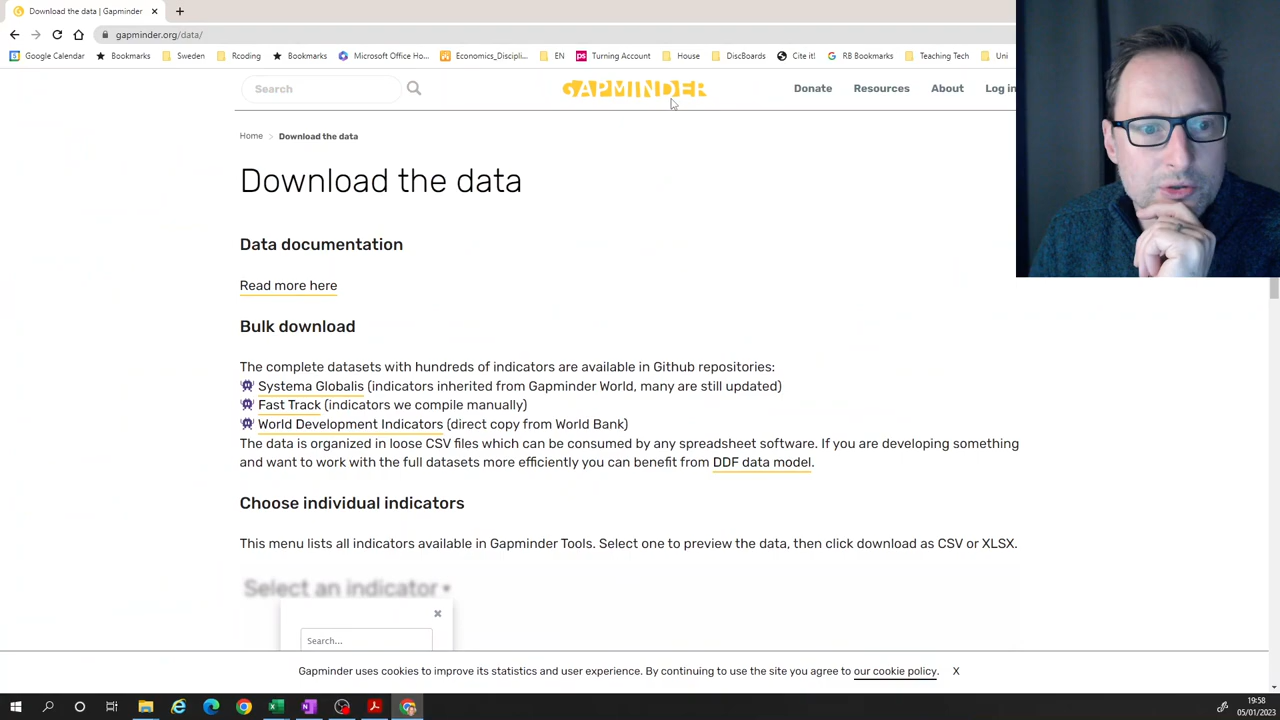 Download the data | Gapminder
gapminder.org/data/
Google Calendar
Bookmarks
Sweden
Rcoding
Bookmarks
Microsoft Office Ho...
Economics_Discipli...
EN
Turning Account
House
DiscBoards
Cite it!
RB Bookmarks
Teaching Tech
Uni
Search
GAPMINDER
Donate
Resources
About
Log in
Home > Download the data
Download the data
Data documentation
Read more here
Bulk download
The complete datasets with hundreds of indicators are available in Github repositories:
Systema Globalis (indicators inherited from Gapminder World, many are still updated)
Fast Track (indicators we compile manually)
World Development Indicators (direct copy from World Bank)
The data is organized in loose CSV files which can be consumed by any spreadsheet software. If you are developing something
and want to work with the full datasets more efficiently you can benefit from DDF data model.
Choose individual indicators
This menu lists all indicators available in Gapminder Tools. Select one to preview the data, then click download as CSV or XLSX.
Select an indicator
Search...
Gapminder uses cookies to improve its statistics and user experience. By continuing to use the site you agree to our cookie policy. X
19:58
05/01/2023